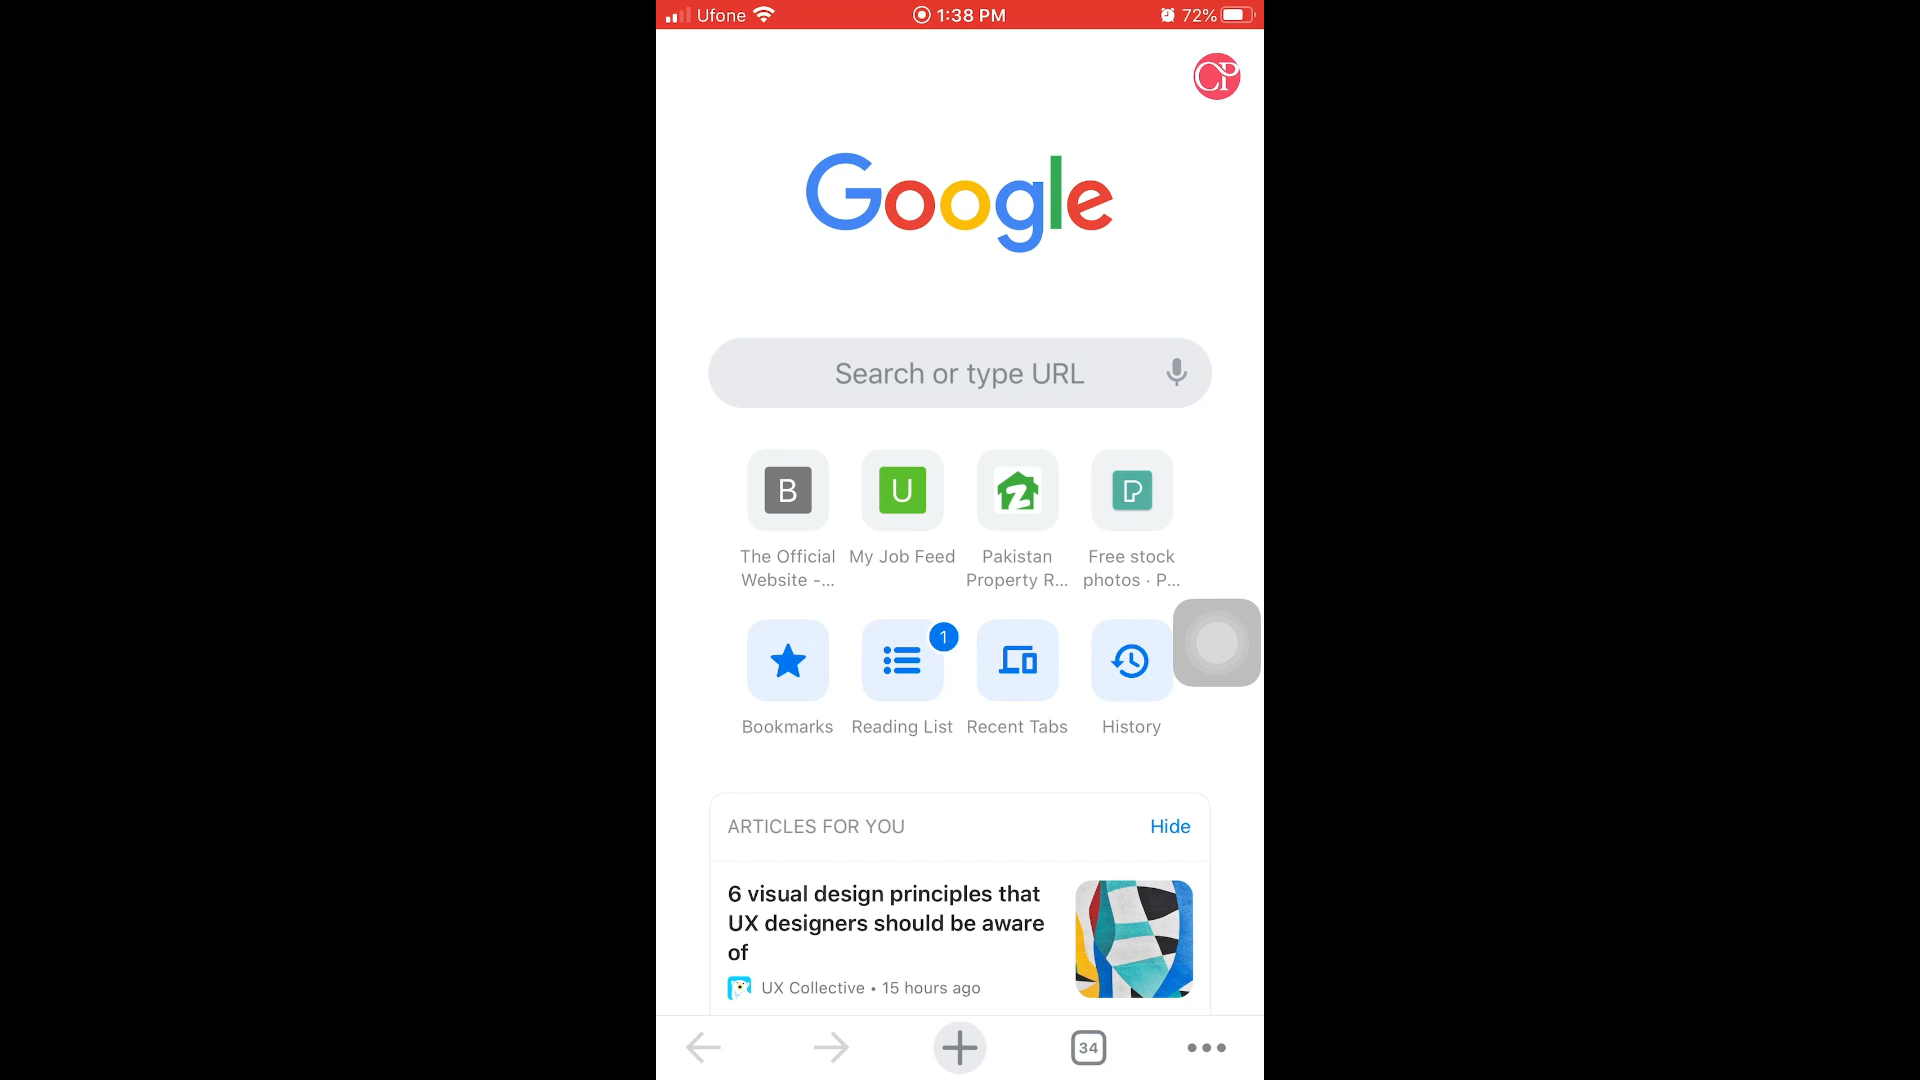 Ufone 1:38 PM 72%
CP
Google
Search or type URL
B U Z P
The Official Website -...
My Job Feed
Pakistan Property R...
Free stock photos · P...
1
Bookmarks Reading List Recent Tabs History
ARTICLES FOR YOU Hide
6 visual design principles that
UX designers should be aware
of
UX Collective • 15 hours ago
34